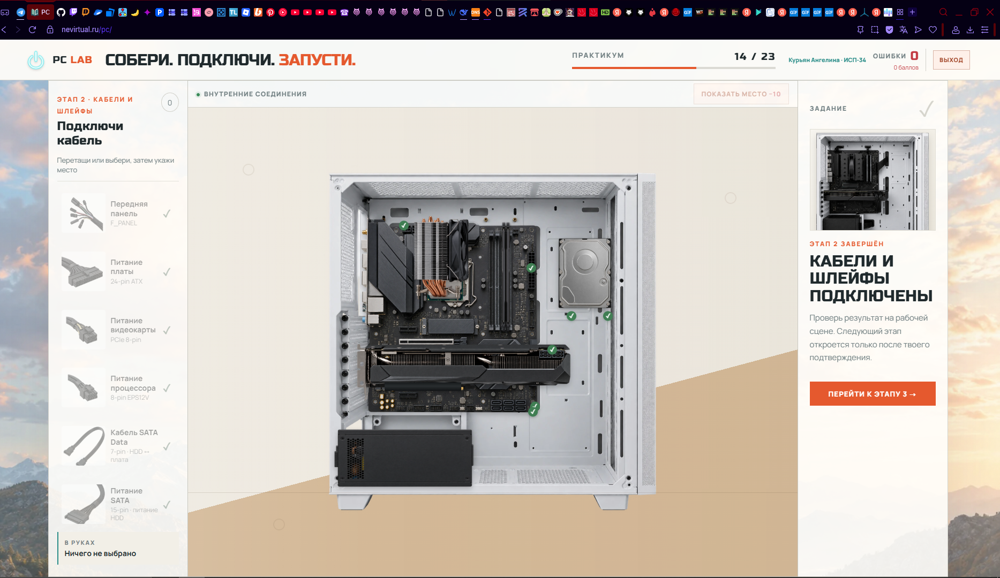 PC
nevirtual.ru/pc/
PC LAB
СОБЕРИ. ПОДКЛЮЧИ. ЗАПУСТИ.
ПРАКТИКУМ
14 / 23
Курьян Ангелина · ИСП-34
ОШИБКИ 0
0 баллов
ВЫХОД
ЭТАП 2 · КАБЕЛИ И
ШЛЕЙФЫ
0
Подключи
кабель
Перетащи или выбери, затем укажи
место
Передняя
панель
F_PANEL
Питание
платы
24-pin ATX
Питание
видеокарты
PCIe 8-pin
Питание
процессора
8-pin EPS12V
Кабель SATA
Data
7-pin · HDD ↔
плата
Питание
SATA
15-pin · питание
HDD
В РУКАХ
Ничего не выбрано
ВНУТРЕННИЕ СОЕДИНЕНИЯ
ПОКАЗАТЬ МЕСТО −10
ЗАДАНИЕ
ЭТАП 2 ЗАВЕРШЁН
КАБЕЛИ И
ШЛЕЙФЫ
ПОДКЛЮЧЕНЫ
Проверь результат на рабочей
сцене. Следующий этап
откроется только после твоего
подтверждения.
ПЕРЕЙТИ К ЭТАПУ 3 →